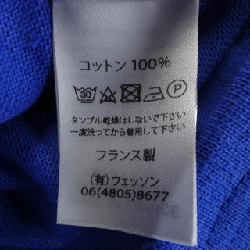 コットン 100%
30 P
タンブル乾燥はしないで下さい
一度洗ってから着用して下さい
フランス製
(有)フェッソン
06(4805)8677